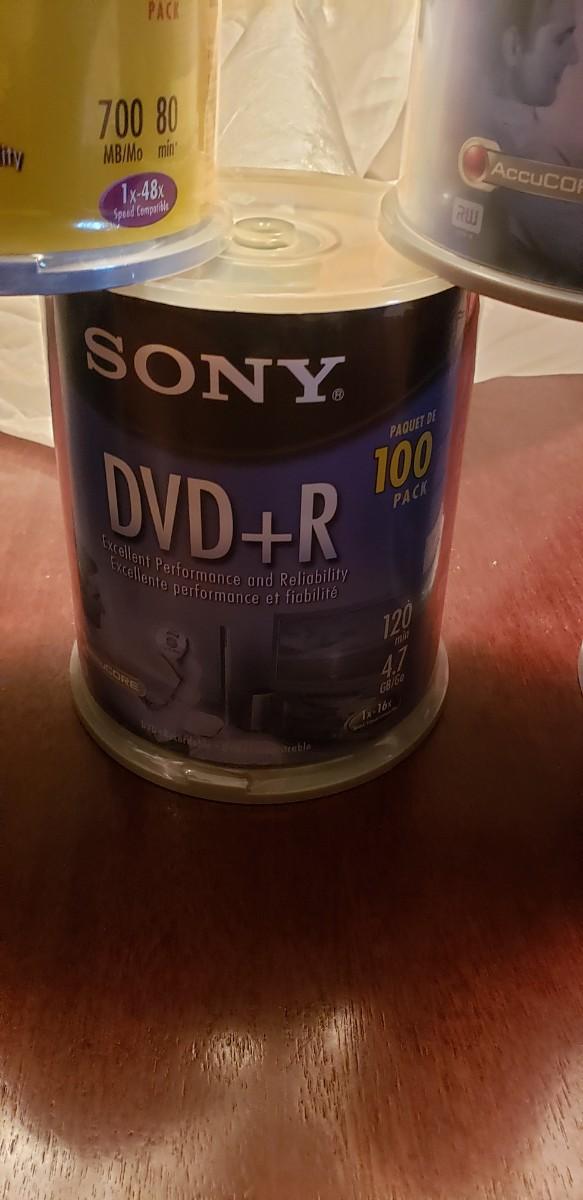 PACK
700 80
MB/Mo min
1x-48x
Speed Compatible
AccuCOR
RW
SONY®
PAQUET DE
100
PACK
DVD+R
Excellent Performance and Reliability
Excellente performance et fiabilité
120
min
4.7
GB/Go
1x-16x